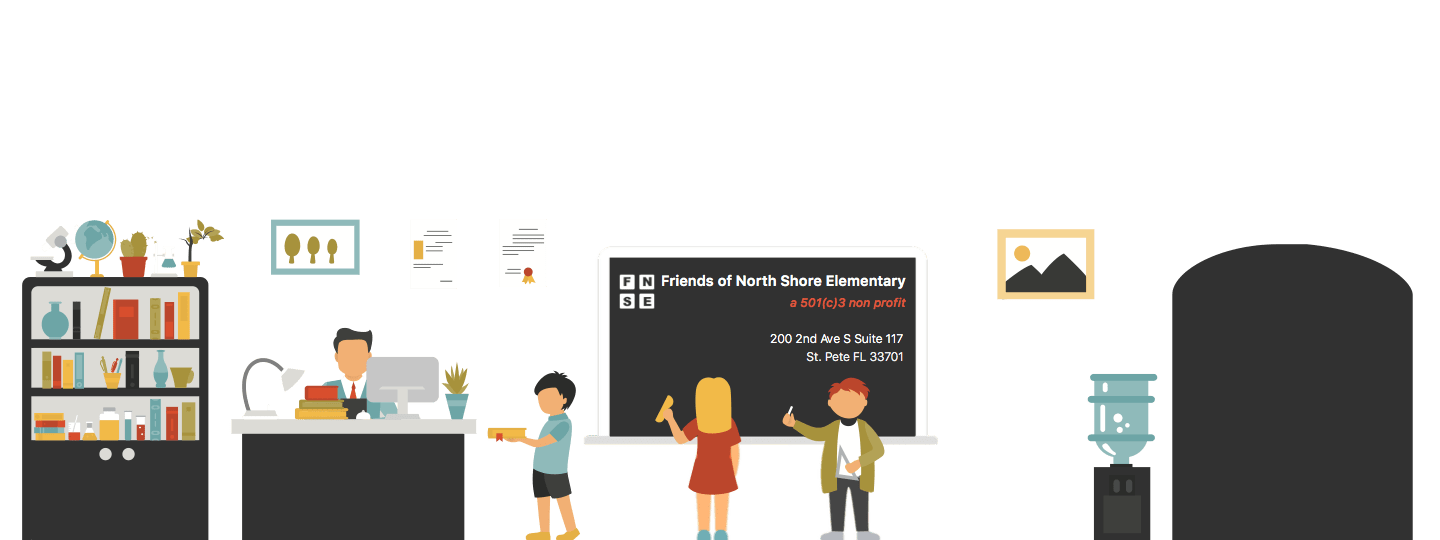 F N
S E
Friends of North Shore Elementary
a 501(c)3 non profit
200 2nd Ave S Suite 117
St. Pete FL 33701